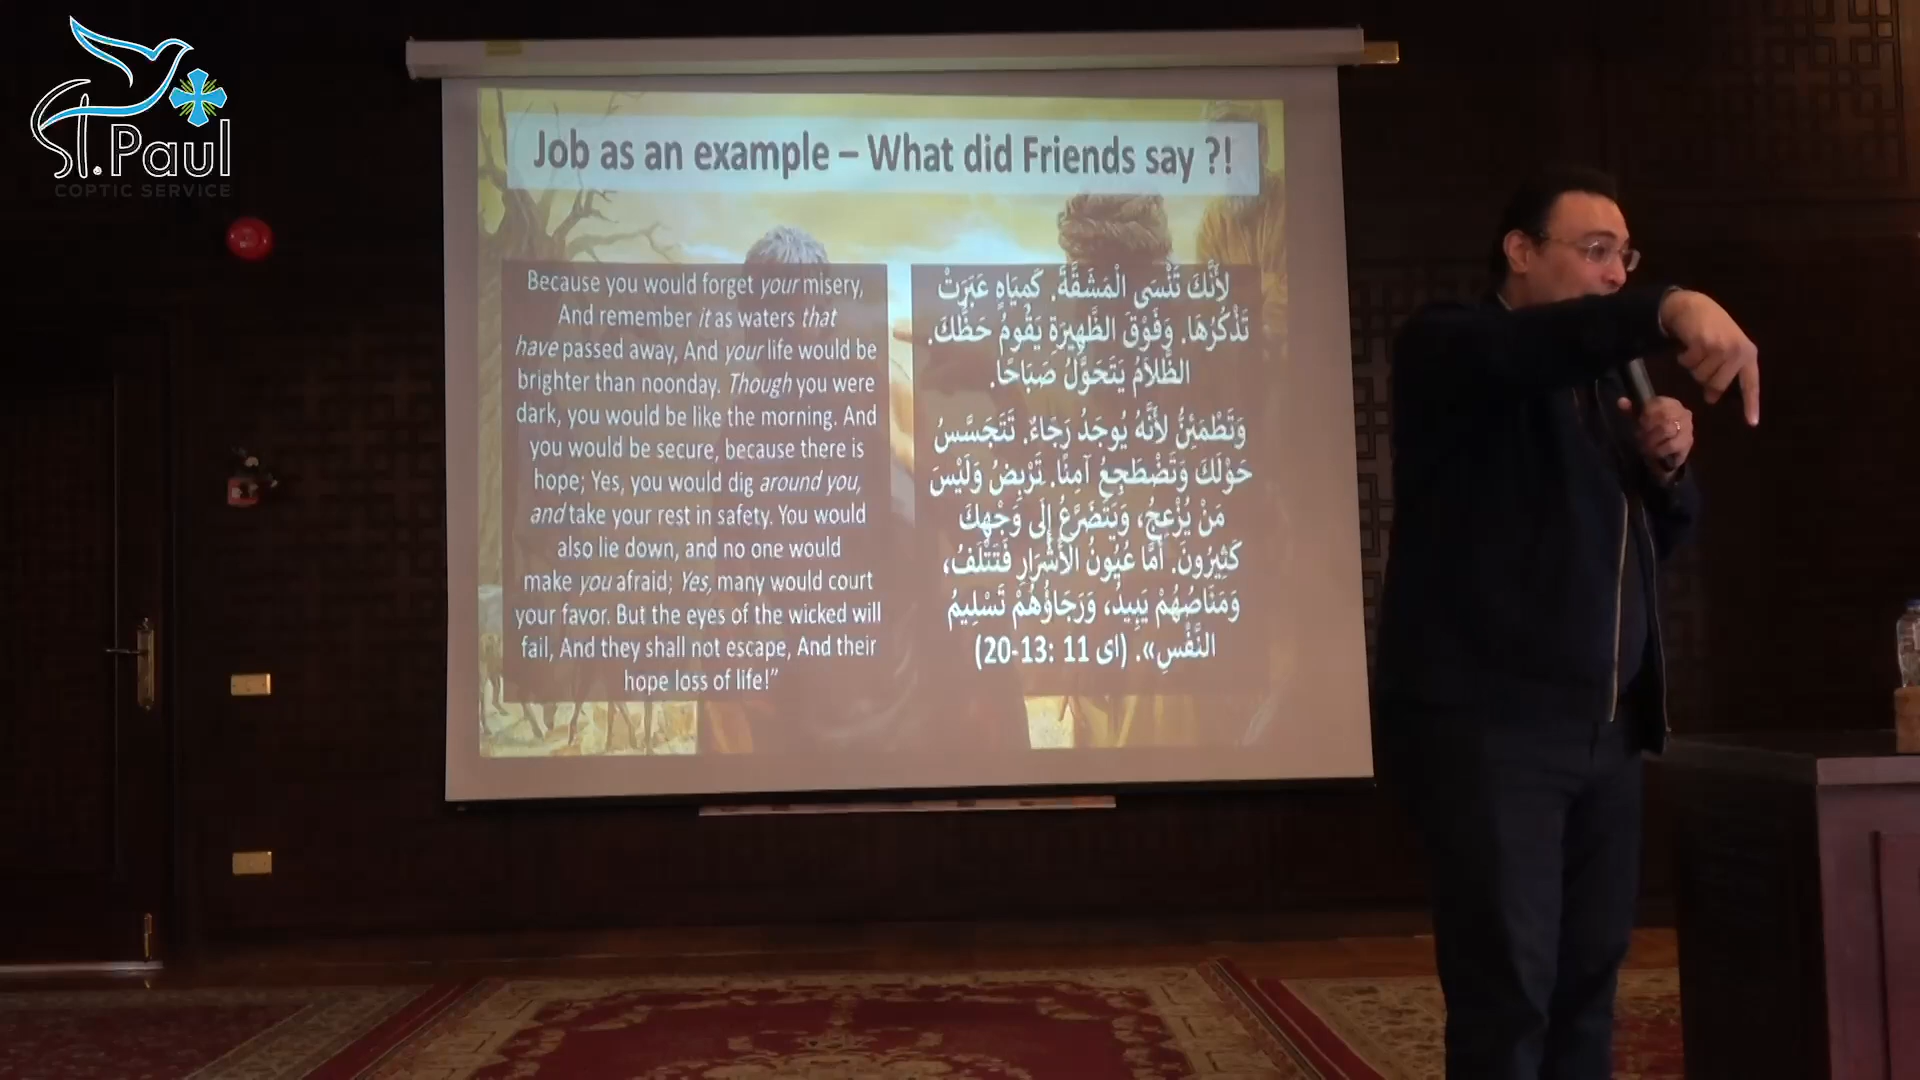 St. Paul
COPTIC SERVICE
Job as an example – What did Friends say ?!
Because you would forget your misery,
And remember it as waters that
have passed away, And your life would be
brighter than noonday. Though you were
dark, you would be like the morning. And
you would be secure, because there is
hope; Yes, you would dig around you,
and take your rest in safety. You would
also lie down, and no one would
make you afraid; Yes, many would court
your favor. But the eyes of the wicked will
fail, And they shall not escape, And their
hope loss of life!”
لأَنَّكَ تَنْسَى الْمَشَقَّةَ. كَمِيَاهٍ عَبَرَتْ
تَذْكُرُهَا. وَفَوْقَ الظَّهِيرَةِ يَقُومُ حَظُّكَ.
الظَّلاَمُ يَتَحَوَّلُ صَبَاحًا.
وَتَطْمَئِنُّ لأَنَّهُ يُوجَدُ رَجَاءٌ. تَتَجَسَّسُ
حَوْلَكَ وَتَضْطَجِعُ آمِنًا. تَرْبِضُ وَلَيْسَ
مَنْ يُزْعِجُ، وَيَتَضَرَّعُ إِلَى وَجْهِكَ
كَثِيرُونَ. أَمَّا عُيُونُ الأَشْرَارِ فَتَتْلَفُ،
وَمَنَاصُهُمْ يَبِيدُ، وَرَجَاؤُهُمْ تَسْلِيمُ
النَّفْسِ». (اى 11 :13-20)